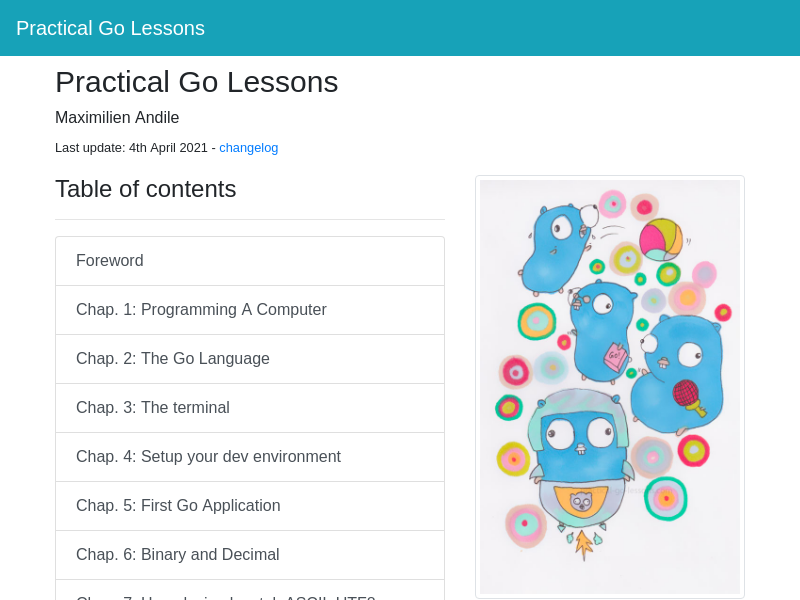 Practical Go Lessons
Practical Go Lessons
Maximilien Andile
Last update: 4th April 2021 - changelog
Table of contents
Foreword
Chap. 1: Programming A Computer
Chap. 2: The Go Language
Chap. 3: The terminal
Chap. 4: Setup your dev environment
Chap. 5: First Go Application
Chap. 6: Binary and Decimal
Go!